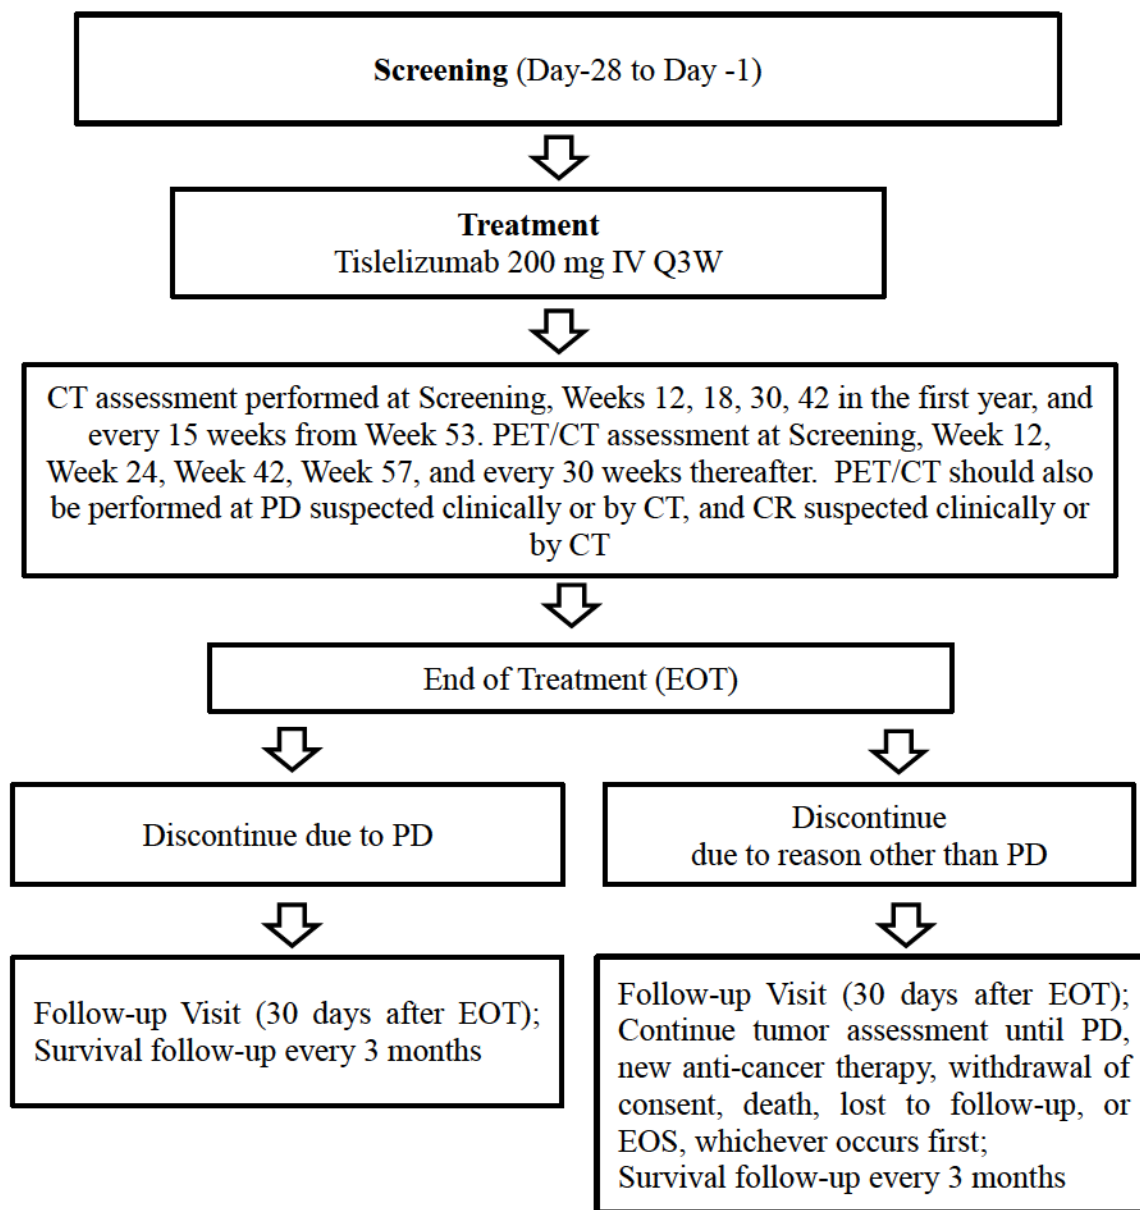 Screening (Day-28 to Day -1)
Treatment
Tislelizumab 200 mg IV Q3W
CT assessment performed at Screening, Weeks 12, 18, 30, 42 in the first year, and
every 15 weeks from Week 53. PET/CT assessment at Screening, Week 12,
Week 24, Week 42, Week 57, and every 30 weeks thereafter. PET/CT should also
be performed at PD suspected clinically or by CT, and CR suspected clinically or
by CT
End of Treatment (EOT)
Discontinue due to PD
Discontinue
due to reason other than PD
Follow-up Visit (30 days after EOT);
Survival follow-up every 3 months
Follow-up Visit (30 days after EOT);
Continue tumor assessment until PD,
new anti-cancer therapy, withdrawal of
consent, death, lost to follow-up, or
EOS, whichever occurs first;
Survival follow-up every 3 months